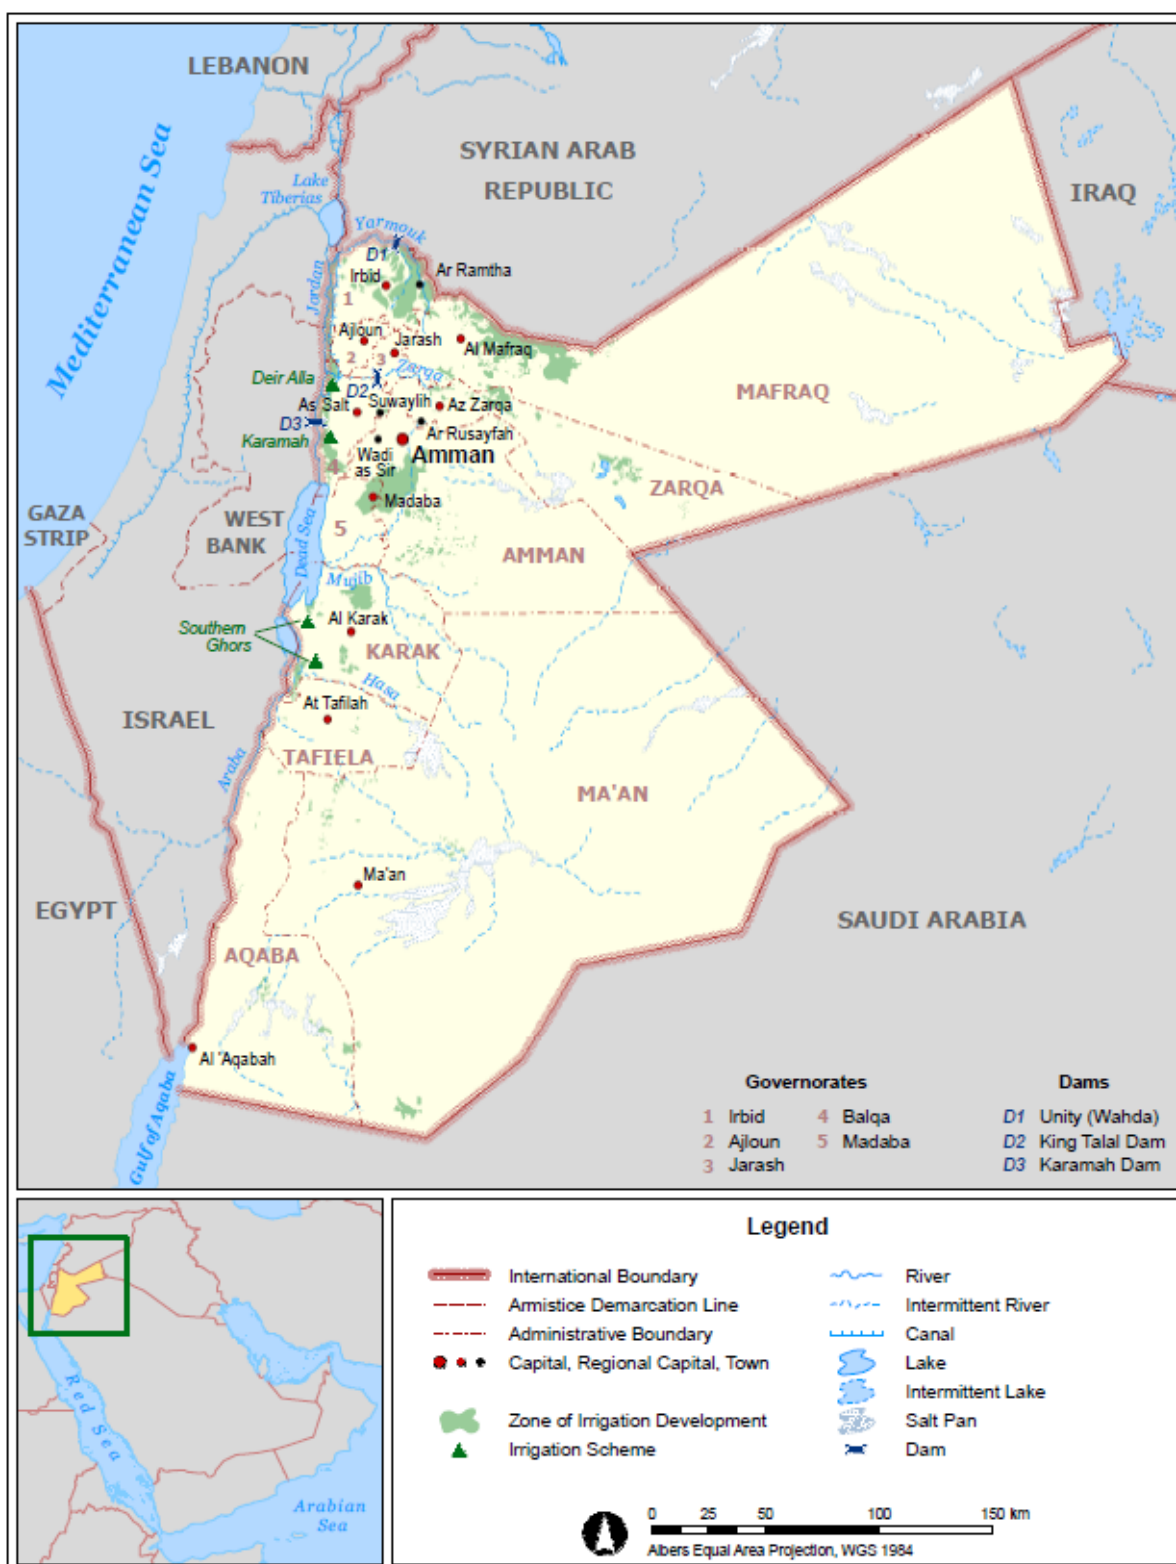 LEBANON
Mediterranean Sea
SYRIAN ARAB
REPUBLIC
IRAQ
Lake
Tiberias
Yarmouk
D1
Ar Ramtha
Irbid
Jordan
1
Ajloun
Jarash
Al Mafraq
2
3
Zarqa
MAFRAQ
Deir Alla
D2
As Salt
Suwaylih
Az Zarqa
D3
Karamah
Ar Rusayfah
4
Wadi
as Sir
Amman
ZARQA
Madaba
GAZA
STRIP
WEST
BANK
Dead Sea
5
AMMAN
Mujib
Southern
Ghors
Al Karak
KARAK
Hasa
At Tafilah
ISRAEL
TAFIELA
Araba
MA'AN
Ma'an
EGYPT
SAUDI ARABIA
AQABA
Al 'Aqabah
Gulf of Aqaba
Governorates
1 Irbid
2 Ajloun
3 Jarash
4 Balqa
5 Madaba
Dams
D1 Unity (Wahda)
D2 King Talal Dam
D3 Karamah Dam
Red Sea
Arabian
Sea
Legend
International Boundary
Armistice Demarcation Line
Administrative Boundary
Capital, Regional Capital, Town
Zone of Irrigation Development
Irrigation Scheme
River
Intermittent River
Canal
Lake
Intermittent Lake
Salt Pan
Dam
0 25 50 100 150 km
Albers Equal Area Projection, WGS 1984